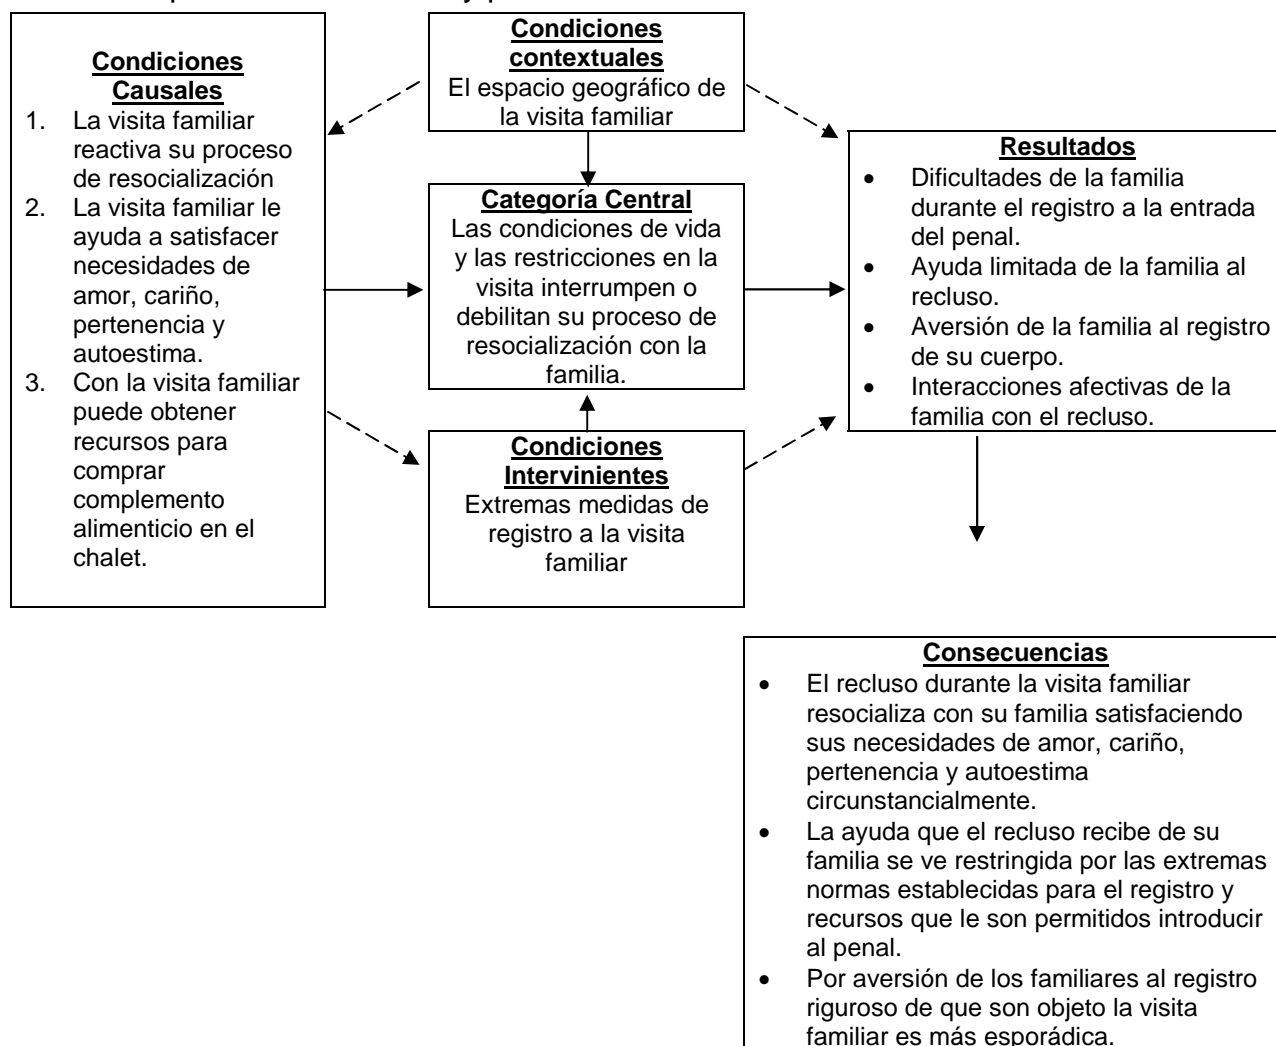 Condiciones
Causales
1. La visita familiar
reactiva su proceso
de resocialización
2. La visita familiar le
ayuda a satisfacer
necesidades de
amor, cariño,
pertenencia y
autoestima.
3. Con la visita familiar
puede obtener
recursos para
comprar
complemento
alimenticio en el
chalet.
Condiciones
contextuales
El espacio geográfico de
la visita familiar
Categoría Central
Las condiciones de vida
y las restricciones en la
visita interrumpen o
debilitan su proceso de
resocialización con la
familia.
Condiciones
Intervinientes
Extremas medidas de
registro a la visita
familiar
Resultados
• Dificultades de la familia
durante el registro a la entrada
del penal.
• Ayuda limitada de la familia al
recluso.
• Aversión de la familia al registro
de su cuerpo.
• Interacciones afectivas de la
familia con el recluso.
Consecuencias
• El recluso durante la visita familiar
resocializa con su familia satisfaciendo
sus necesidades de amor, cariño,
pertenencia y autoestima
circunstancialmente.
• La ayuda que el recluso recibe de su
familia se ve restringida por las extremas
normas establecidas para el registro y
recursos que le son permitidos introducir
al penal.
• Por aversión de los familiares al registro
riguroso de que son objeto la visita
familiar es más esporádica.